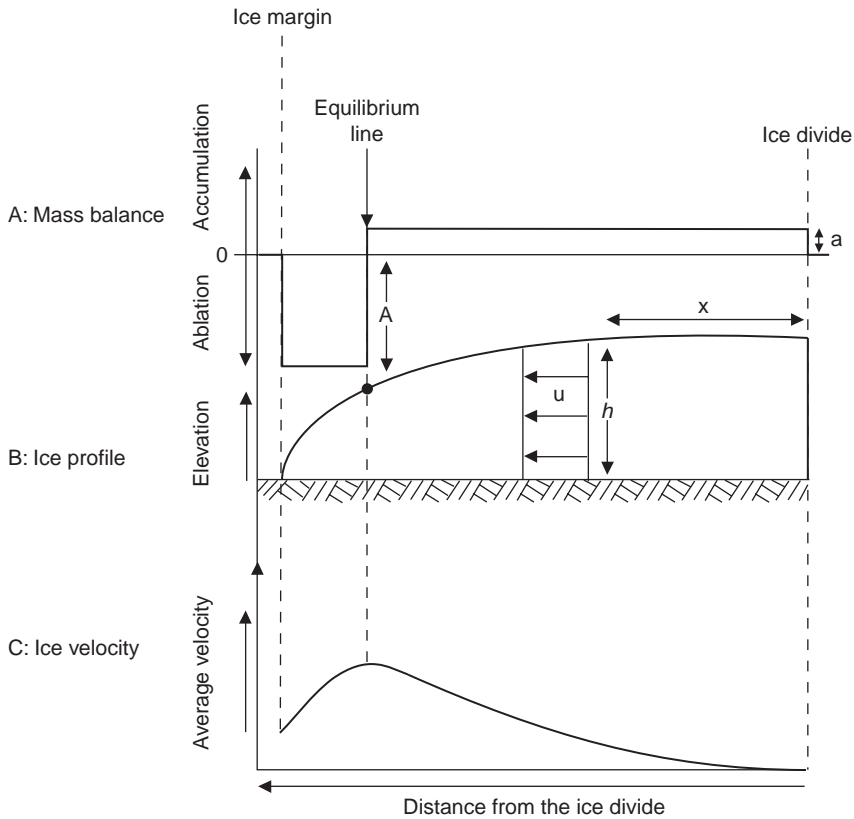 Ice margin
Equilibrium
line
Ice divide
Accumulation
A: Mass balance
a
0
Ablation
A
x
u
h
Elevation
B: Ice profile
Average velocity
C: Ice velocity
Distance from the ice divide